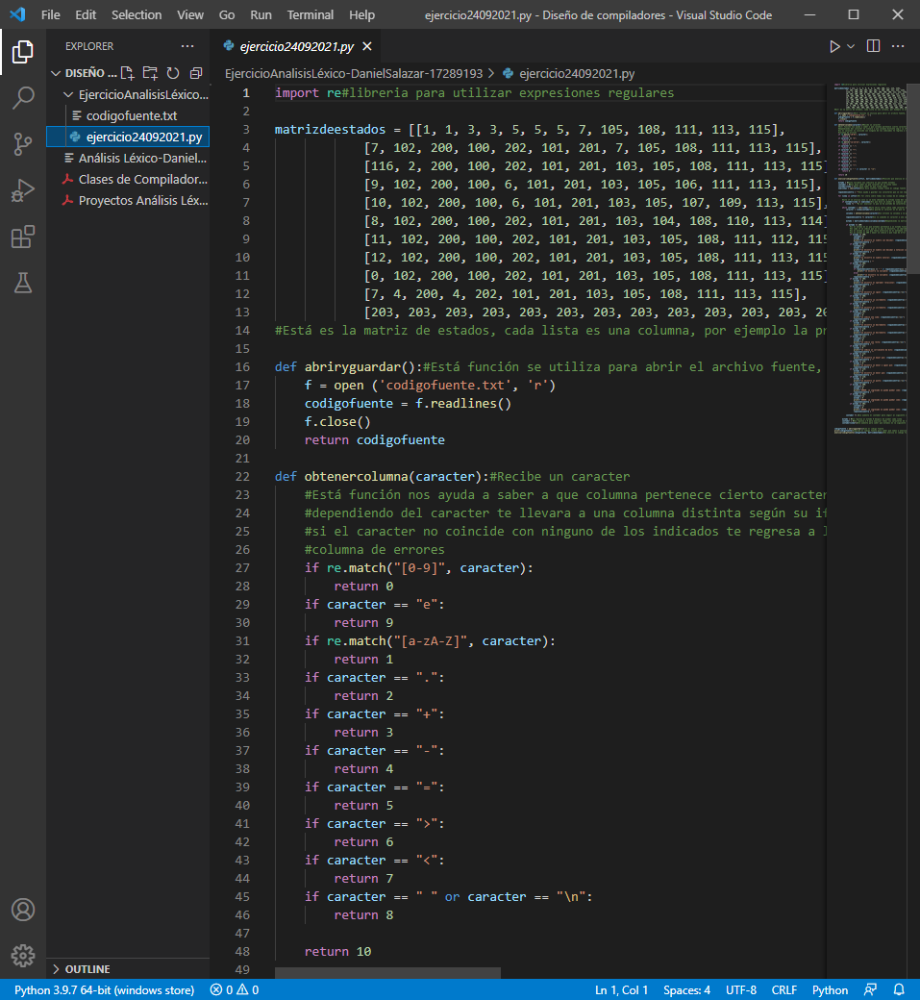 File Edit Selection View Go Run Terminal Help ejercicio24092021.py - Diseño de compiladores - Visual Studio Code
EXPLORER
DISEÑO ...
EjercicioAnalisisLéxico...
codigofuente.txt
ejercicio24092021.py
Análisis Léxico-Daniel...
Clases de Compilador...
Proyectos Análisis Léx...
OUTLINE
ejercicio24092021.py
EjercicioAnalisisLéxico-DanielSalazar-17289193 > ejercicio24092021.py
1 import re#libreria para utilizar expresiones regulares
2
3 matrizdeestados = [[1, 1, 3, 3, 5, 5, 5, 7, 105, 108, 111, 113, 115],
4 [7, 102, 200, 100, 202, 101, 201, 7, 105, 108, 111, 113, 115],
5 [116, 2, 200, 100, 202, 101, 201, 103, 105, 108, 111, 113, 115]
6 [9, 102, 200, 100, 6, 101, 201, 103, 105, 106, 111, 113, 115],
7 [10, 102, 200, 100, 6, 101, 201, 103, 105, 107, 109, 113, 115],
8 [8, 102, 200, 100, 202, 101, 201, 103, 104, 108, 110, 113, 114]
9 [11, 102, 200, 100, 202, 101, 201, 103, 105, 108, 111, 112, 115
10 [12, 102, 200, 100, 202, 101, 201, 103, 105, 108, 111, 113, 115
11 [0, 102, 200, 100, 202, 101, 201, 103, 105, 108, 111, 113, 115]
12 [7, 4, 200, 4, 202, 101, 201, 103, 105, 108, 111, 113, 115],
13 [203, 203, 203, 203, 203, 203, 203, 203, 203, 203, 203, 203, 20
14 #Está es la matriz de estados, cada lista es una columna, por ejemplo la pr
15
16 def abriryguardar():#Está función se utiliza para abrir el archivo fuente,
17 f = open ('codigofuente.txt', 'r')
18 codigofuente = f.readlines()
19 f.close()
20 return codigofuente
21
22 def obtenercolumna(caracter):#Recibe un caracter
23 #Está función nos ayuda a saber a que columna pertenece cierto caracter
24 #dependiendo del caracter te llevara a una columna distinta según su if
25 #si el caracter no coincide con ninguno de los indicados te regresa a l
26 #columna de errores
27 if re.match("[0-9]", caracter):
28 return 0
29 if caracter == "e":
30 return 9
31 if re.match("[a-zA-Z]", caracter):
32 return 1
33 if caracter == ".":
34 return 2
35 if caracter == "+":
36 return 3
37 if caracter == "-":
38 return 4
39 if caracter == "=":
40 return 5
41 if caracter == ">":
42 return 6
43 if caracter == "<":
44 return 7
45 if caracter == " " or caracter == "\n":
46 return 8
47
48 return 10
49
Python 3.9.7 64-bit (windows store) 0 0 Ln 1, Col 1 Spaces: 4 UTF-8 CRLF Python